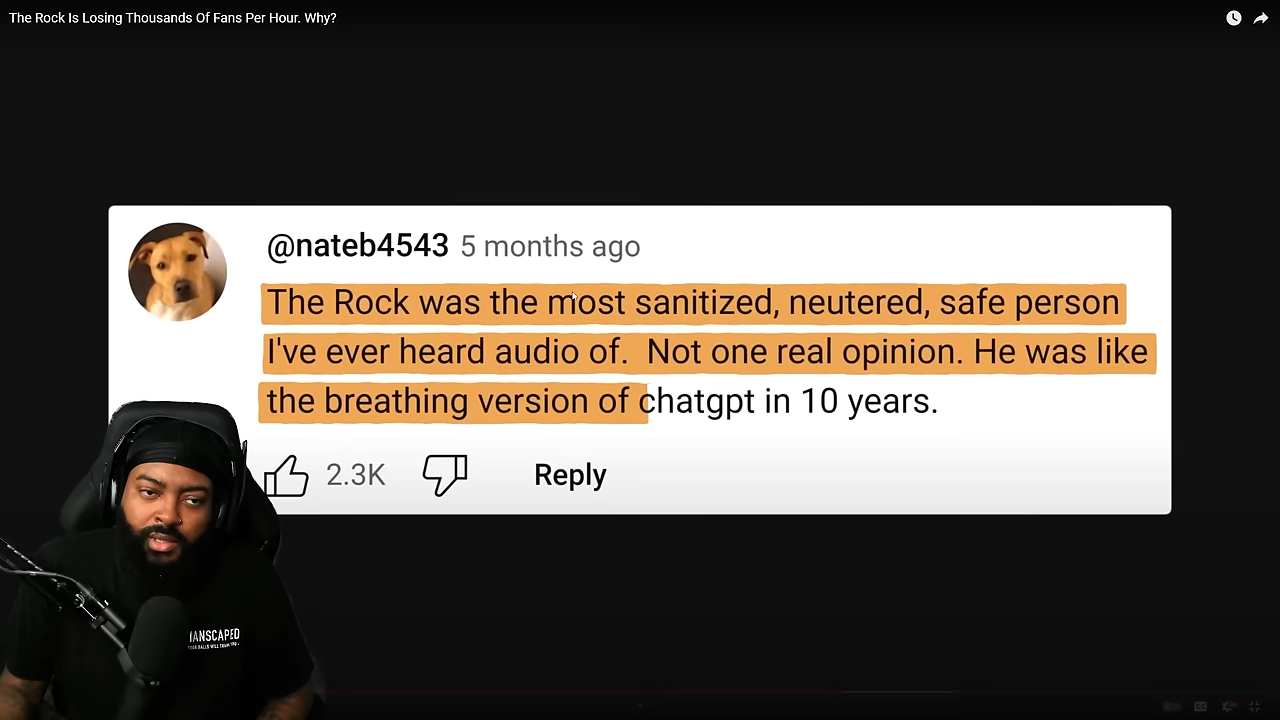 The Rock Is Losing Thousands Of Fans Per Hour. Why?
@nateb4543 5 months ago
The Rock was the most sanitized, neutered, safe person
I've ever heard audio of. Not one real opinion. He was like
the breathing version of chatgpt in 10 years.
2.3K Reply